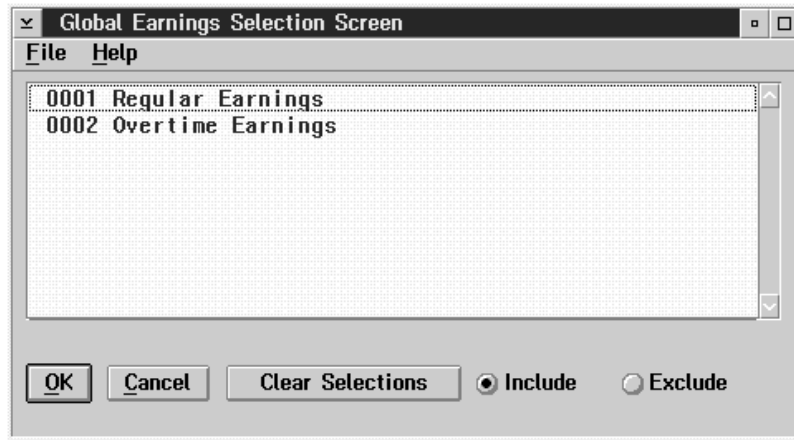 Global Earnings Selection Screen
File Help
0001 Regular Earnings
0002 Overtime Earnings
OK Cancel Clear Selections Include Exclude